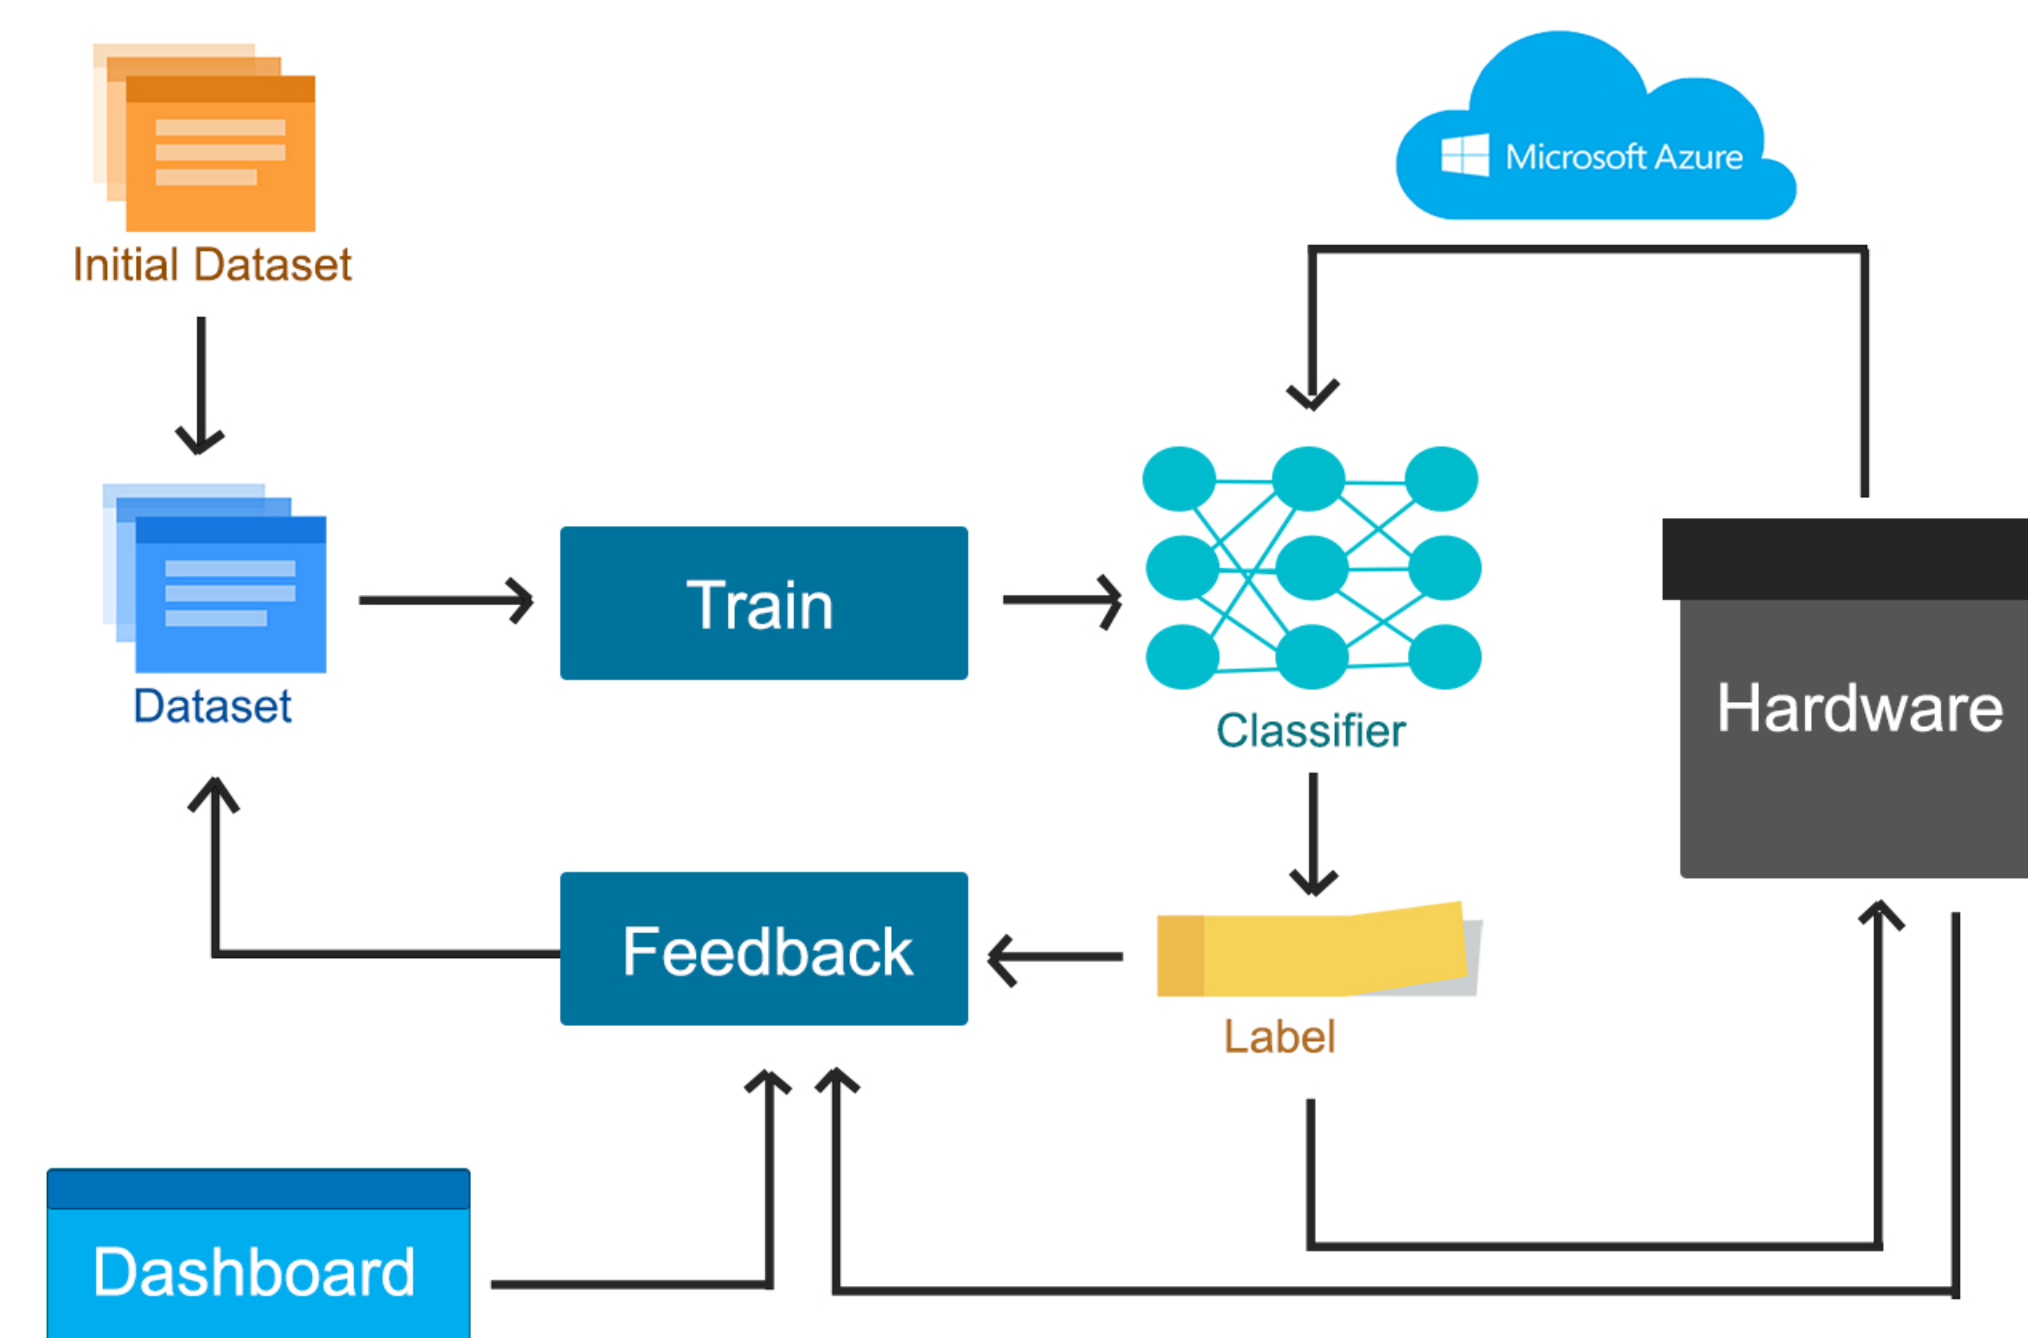 Initial Dataset
Microsoft Azure
Dataset
Train
Classifier
Hardware
Feedback
Label
Dashboard